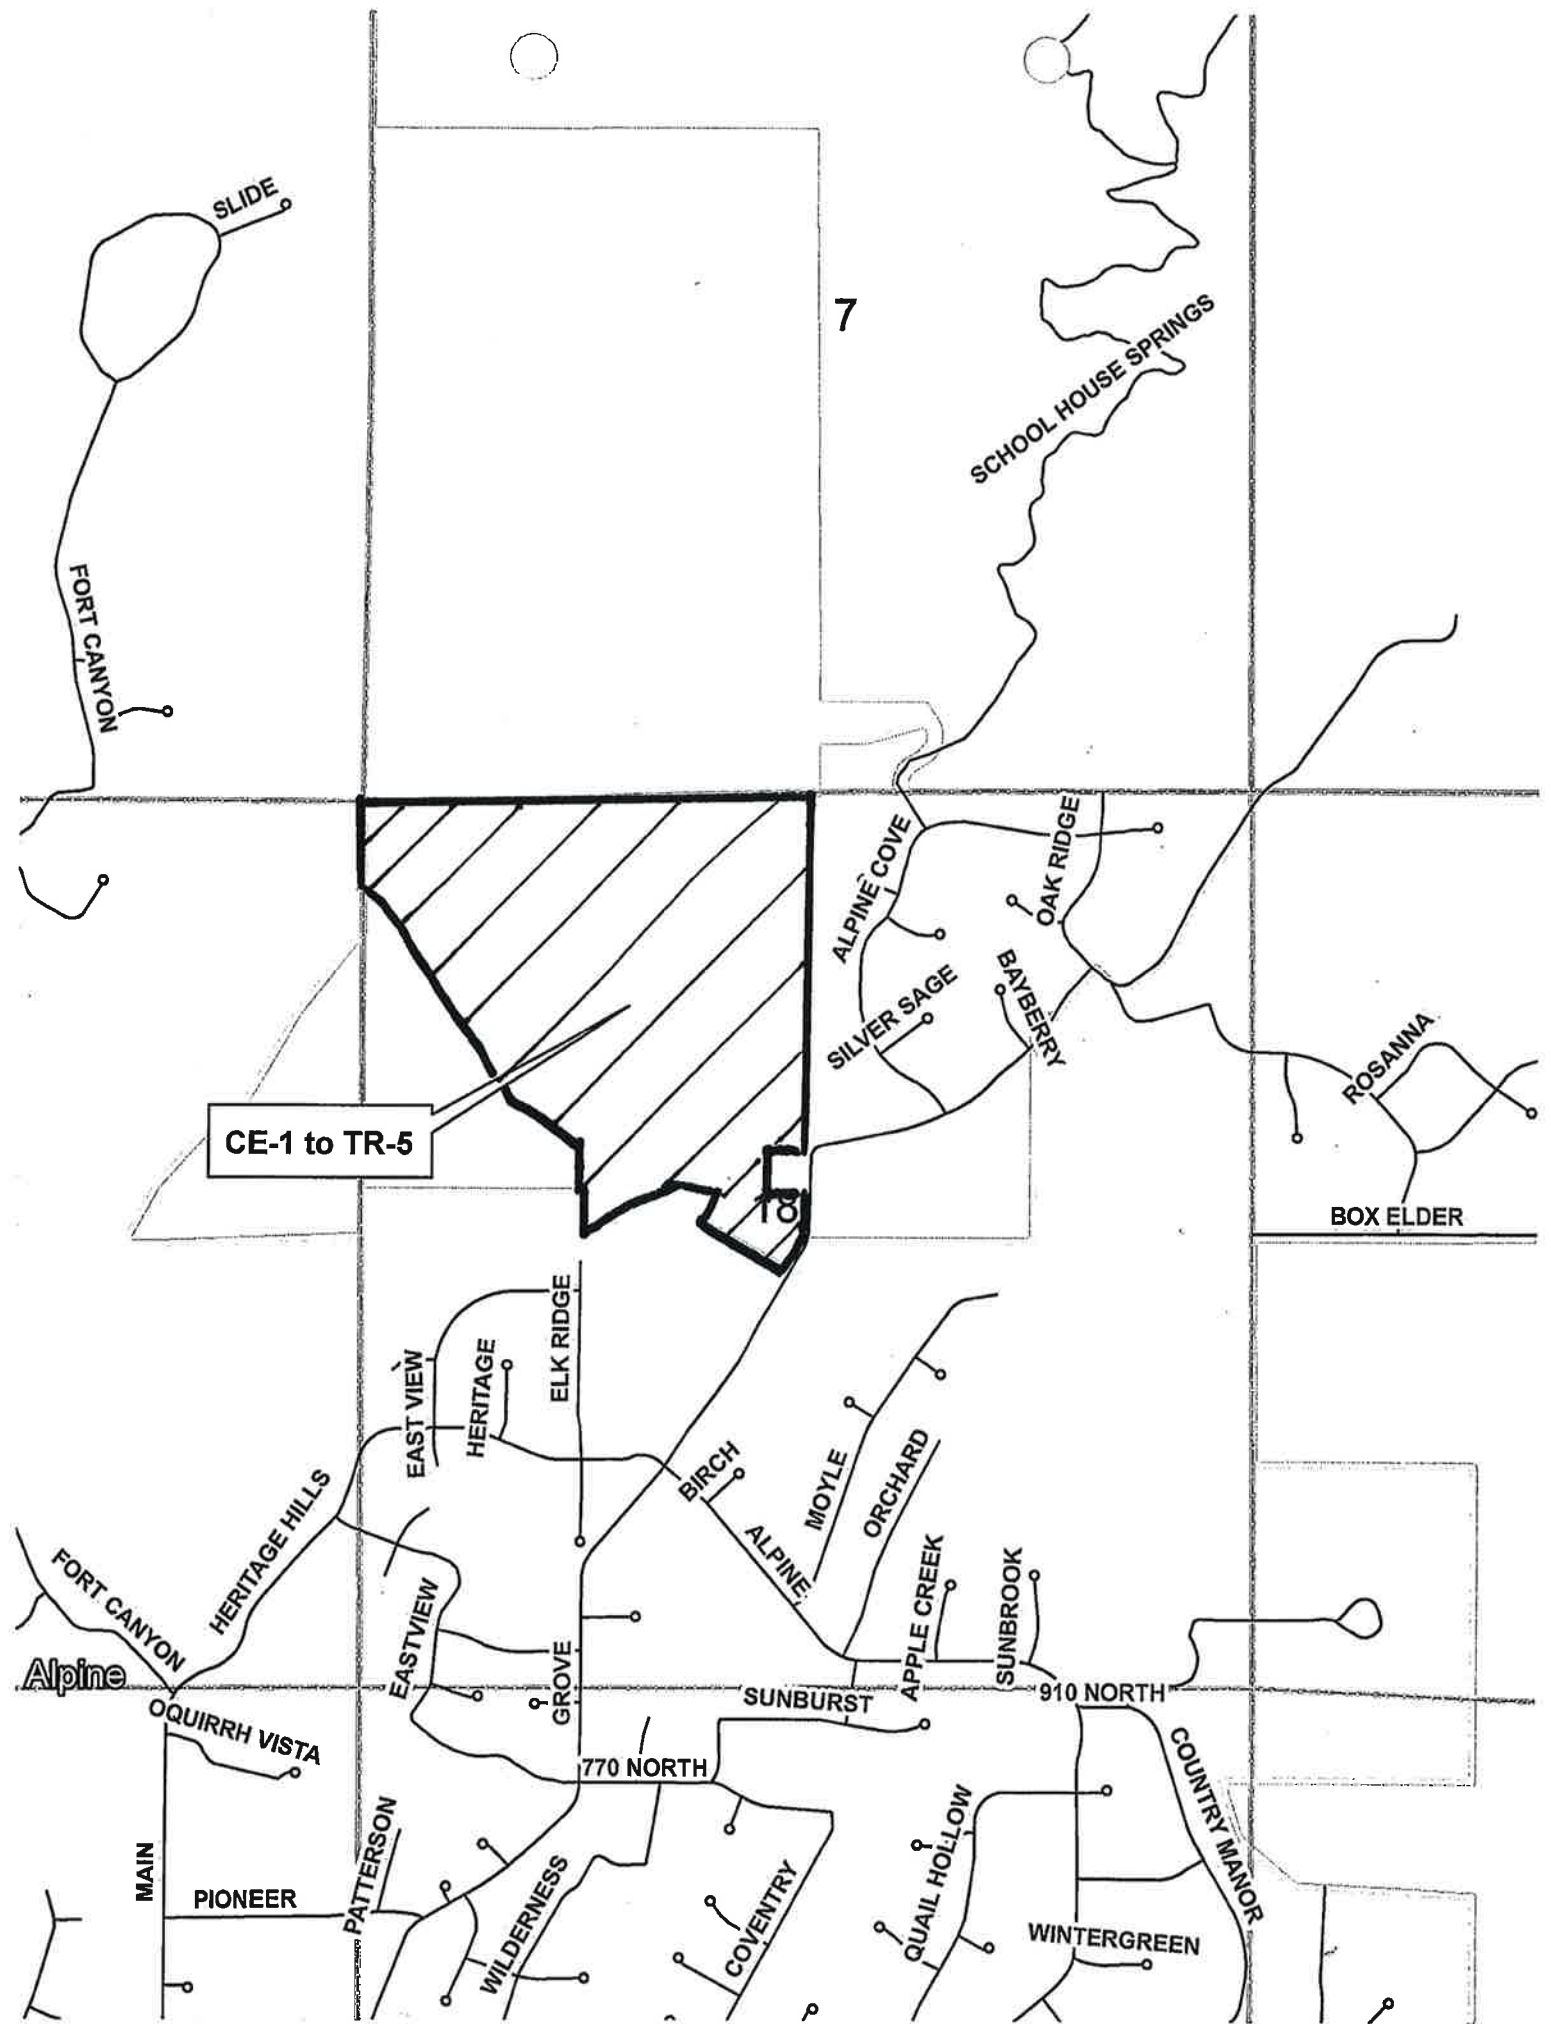 SLIDE
7
SCHOOL HOUSE SPRINGS
FORT CANYON
ALPINE COVE
OAK RIDGE
SILVER SAGE
BAYBERRY
ROSANNA
CE-1 to TR-5
18
BOX ELDER
ELK RIDGE
EAST VIEW
HERITAGE
BIRCH
MOYLE
ORCHARD
HERITAGE HILLS
ALPINE
FORT CANYON
EASTVIEW
GROVE
APPLE CREEK
SUNBROOK
Alpine
910 NORTH
SUNBURST
OQUIRRH VISTA
770 NORTH
COUNTRY MANOR
MAIN
PIONEER
PATTERSON
WILDERNESS
COVENTRY
QUAIL HOLLOW
WINTERGREEN